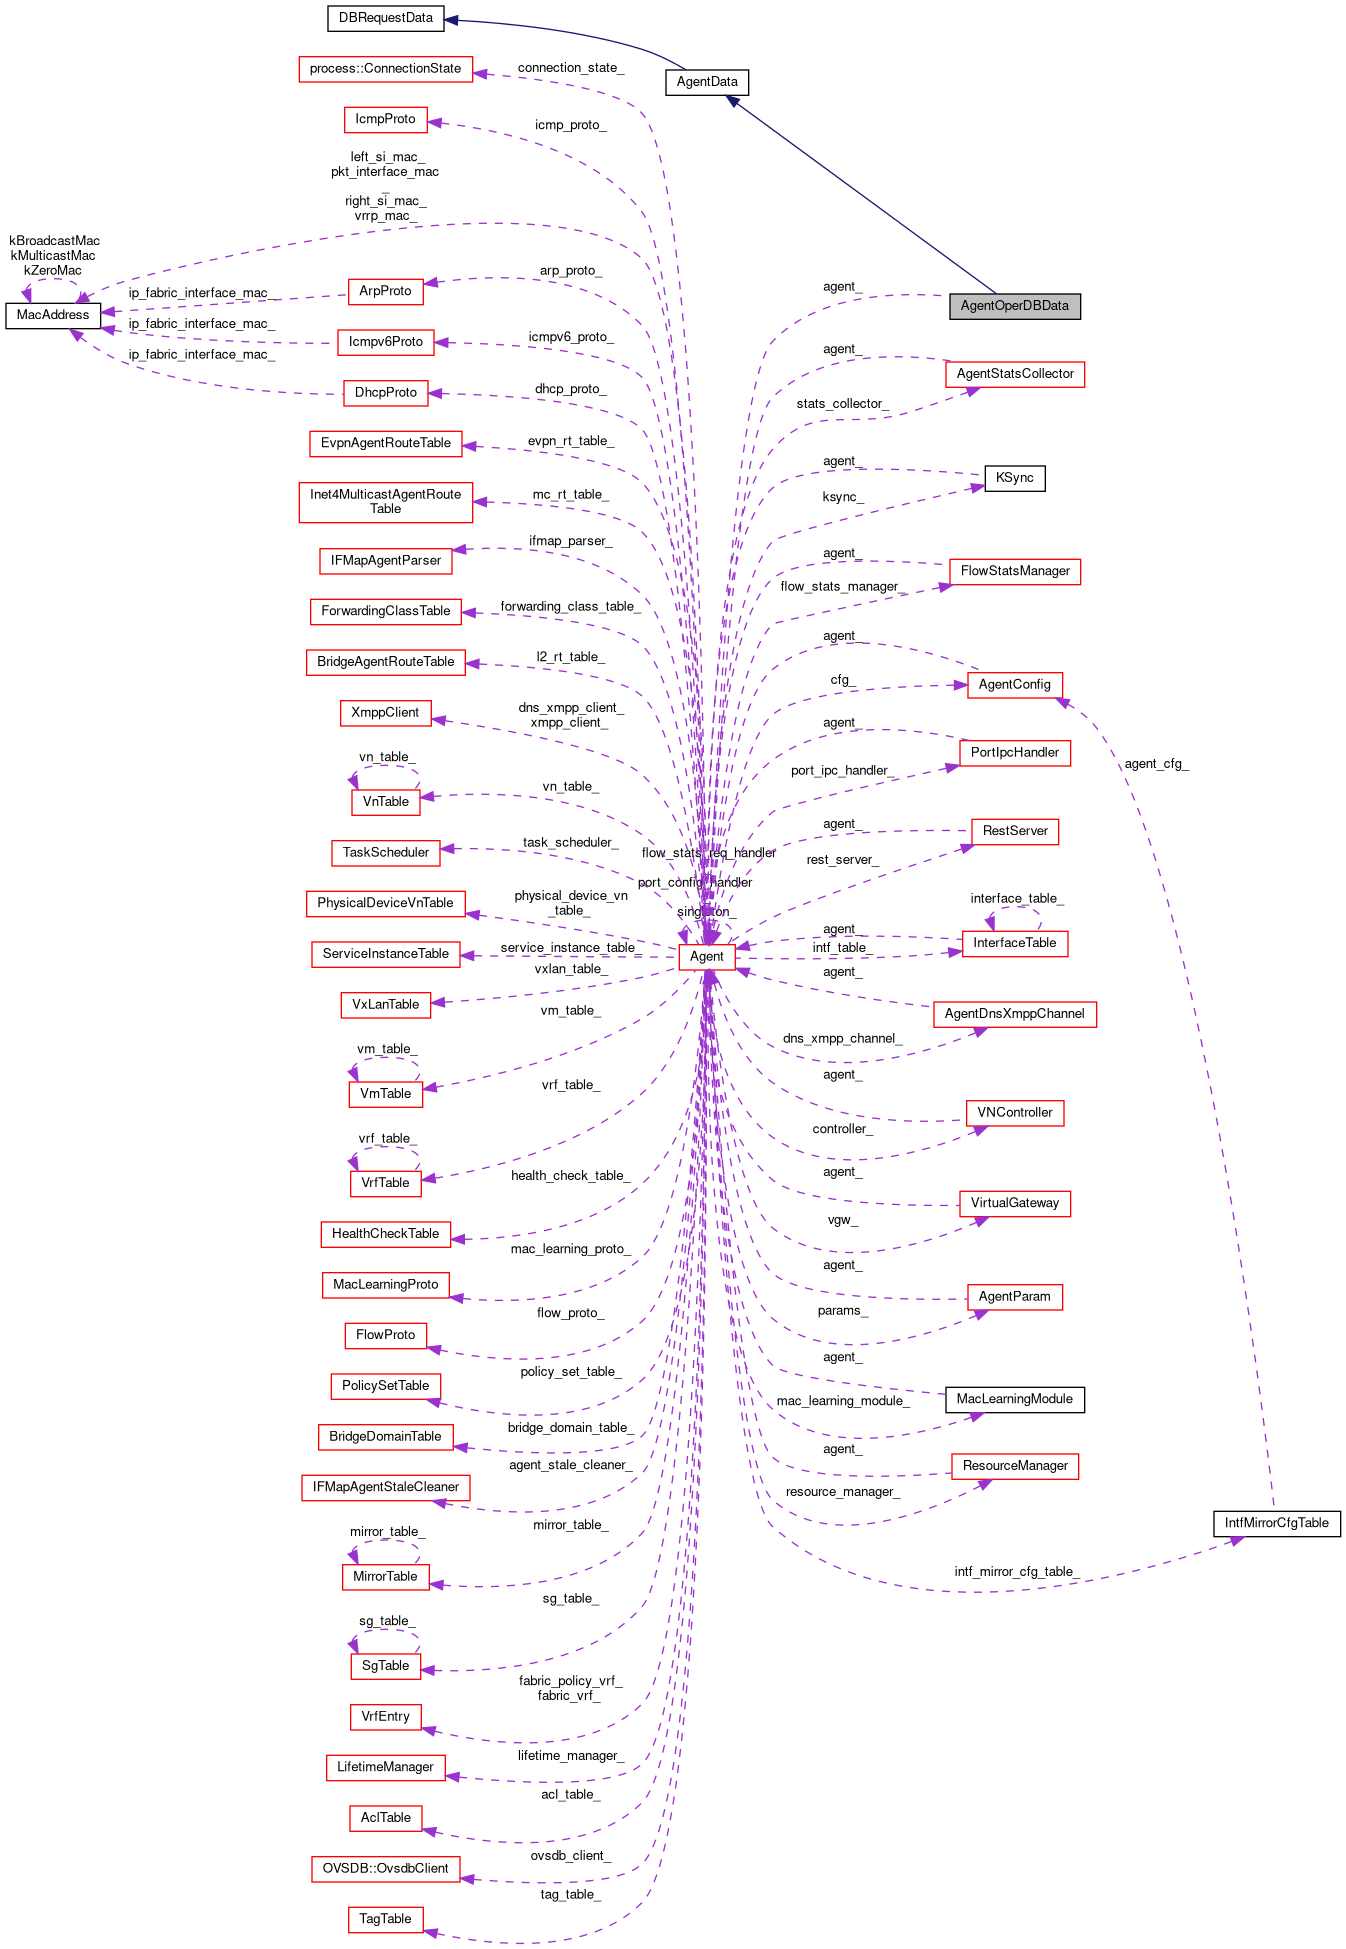 DBRequestData
process::ConnectionState
connection_state_
AgentData
IcmpProto
icmp_proto_
left_si_mac_
pkt_interface_mac
_
right_si_mac_
vrrp_mac_
kBroadcastMac
kMulticastMac
kZeroMac
MacAddress
ip_fabric_interface_mac_
ArpProto
arp_proto_
agent_
AgentOperDBData
ip_fabric_interface_mac_
Icmpv6Proto
icmpv6_proto_
agent_
AgentStatsCollector
ip_fabric_interface_mac_
DhcpProto
dhcp_proto_
stats_collector_
EvpnAgentRouteTable
evpn_rt_table_
agent_
KSync
Inet4MulticastAgentRoute
Table
mc_rt_table_
ksync_
IFMapAgentParser
ifmap_parser_
agent_
FlowStatsManager
flow_stats_manager_
ForwardingClassTable
forwarding_class_table_
agent_
BridgeAgentRouteTable
l2_rt_table_
cfg_
AgentConfig
XmppClient
dns_xmpp_client_
xmpp_client_
agent_
PortIpcHandler
port_ipc_handler_
agent_cfg_
vn_table_
VnTable
vn_table_
agent_
RestServer
rest_server_
TaskScheduler
task_scheduler_
flow_stats_req_handler
_
port_config_handler
_
singleton_
PhysicalDeviceVnTable
physical_device_vn
_table_
interface_table_
InterfaceTable
agent_
intf_table_
Agent
ServiceInstanceTable
service_instance_table_
VxLanTable
vxlan_table_
agent_
AgentDnsXmppChannel
dns_xmpp_channel_
vm_table_
VmTable
vm_table_
agent_
VNController
controller_
vrf_table_
VrfTable
vrf_table_
agent_
VirtualGateway
vgw_
HealthCheckTable
health_check_table_
MacLearningProto
mac_learning_proto_
agent_
AgentParam
params_
FlowProto
flow_proto_
agent_
MacLearningModule
mac_learning_module_
PolicySetTable
policy_set_table_
BridgeDomainTable
bridge_domain_table_
agent_
ResourceManager
resource_manager_
IFMapAgentStaleCleaner
agent_stale_cleaner_
IntfMirrorCfgTable
intf_mirror_cfg_table_
mirror_table_
MirrorTable
mirror_table_
sg_table_
SgTable
sg_table_
VrfEntry
fabric_policy_vrf_
fabric_vrf_
LifetimeManager
lifetime_manager_
AclTable
acl_table_
OVSDB::OvsdbClient
ovsdb_client_
TagTable
tag_table_